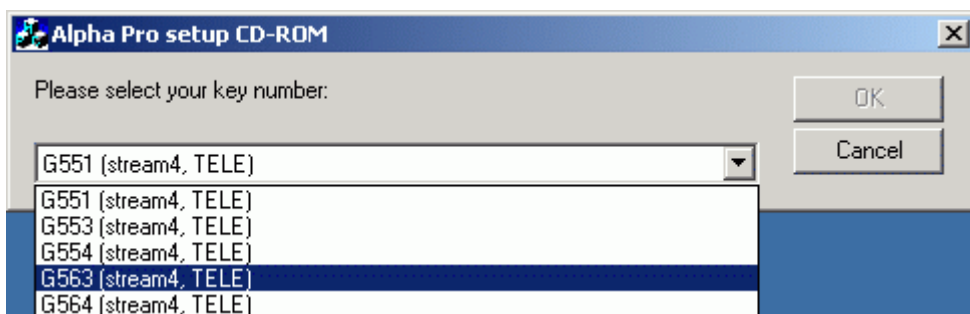 Alpha Pro setup CD-ROM
Please select your key number:
OK
G551 (stream4, TELE)
Cancel
G551 (stream4, TELE)
G553 (stream4, TELE)
G554 (stream4, TELE)
G563 (stream4, TELE)
G564 (stream4, TELE)